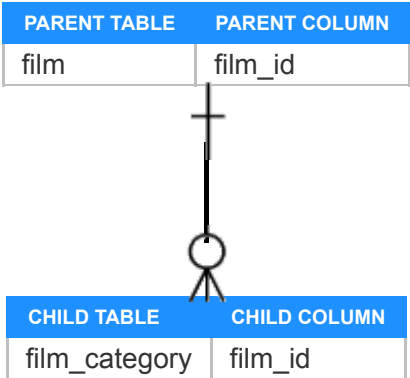 PARENT TABLE PARENT COLUMN
film film_id
CHILD TABLE CHILD COLUMN
film_category film_id